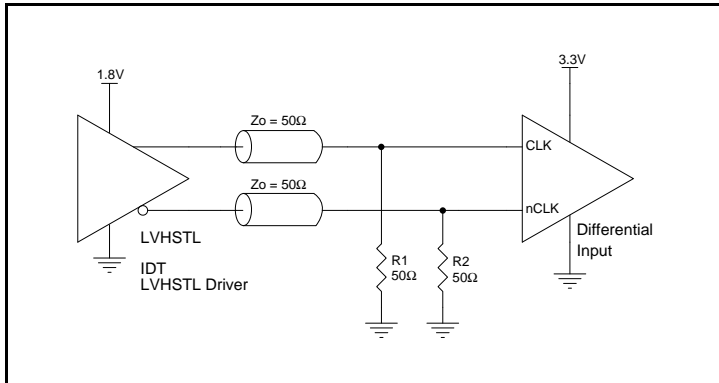 1.8V
3.3V
Zo = 50Ω
CLK
Zo = 50Ω
nCLK
LVHSTL
IDT
LVHSTL Driver
R1
50Ω
R2
50Ω
Differential
Input